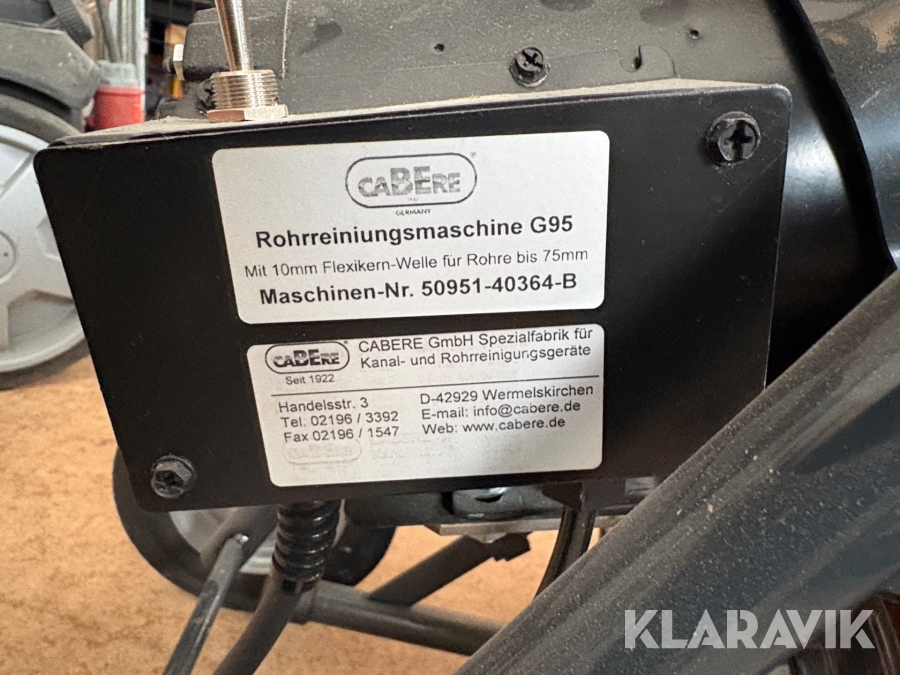 CABERE
GERMANY
Rohrreiniungsmaschine G95
Mit 10mm Flexikern-Welle für Rohre bis 75mm
Maschinen-Nr. 50951-40364-B
CABERE
Seit 1922
CABERE GmbH Spezialfabrik für
Kanal- und Rohrreinigungsgeräte
Handelsstr. 3
Tel. 02196 / 3392
Fax 02196 / 1547
D-42929 Wermelskirchen
E-mail: info@cabere.de
Web: www.cabere.de
KLARAVIK